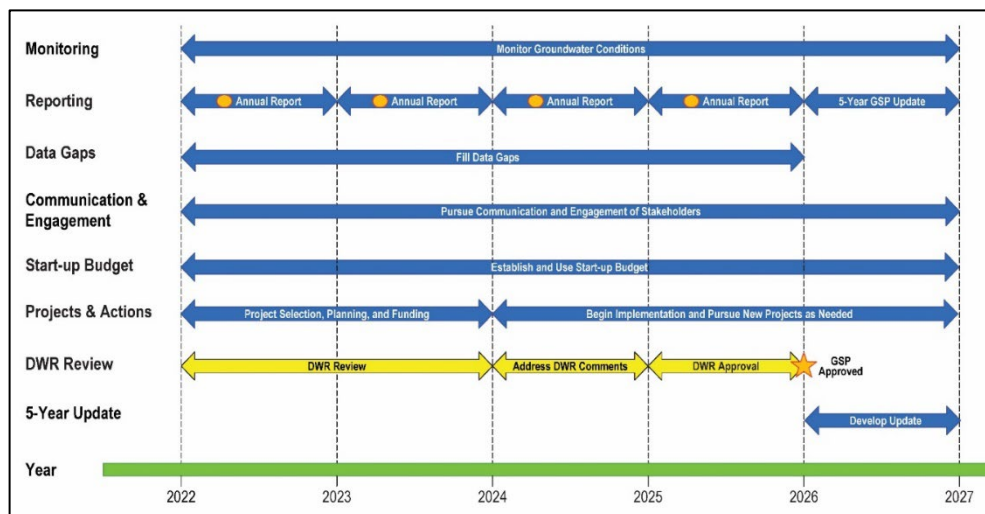 Monitoring
Monitor Groundwater Conditions
Reporting
Annual Report
Annual Report
Annual Report
Annual Report
5-Year GSP Update
Data Gaps
Fill Data Gaps
Communication &
Engagement
Pursue Communication and Engagement of Stakeholders
Start-up Budget
Establish and Use Start-up Budget
Projects & Actions
Project Selection, Planning, and Funding
Begin Implementation and Pursue New Projects as Needed
DWR Review
DWR Review
Address DWR Comments
DWR Approval
GSP
Approved
5-Year Update
Develop Update
Year
2022
2023
2024
2025
2026
2027